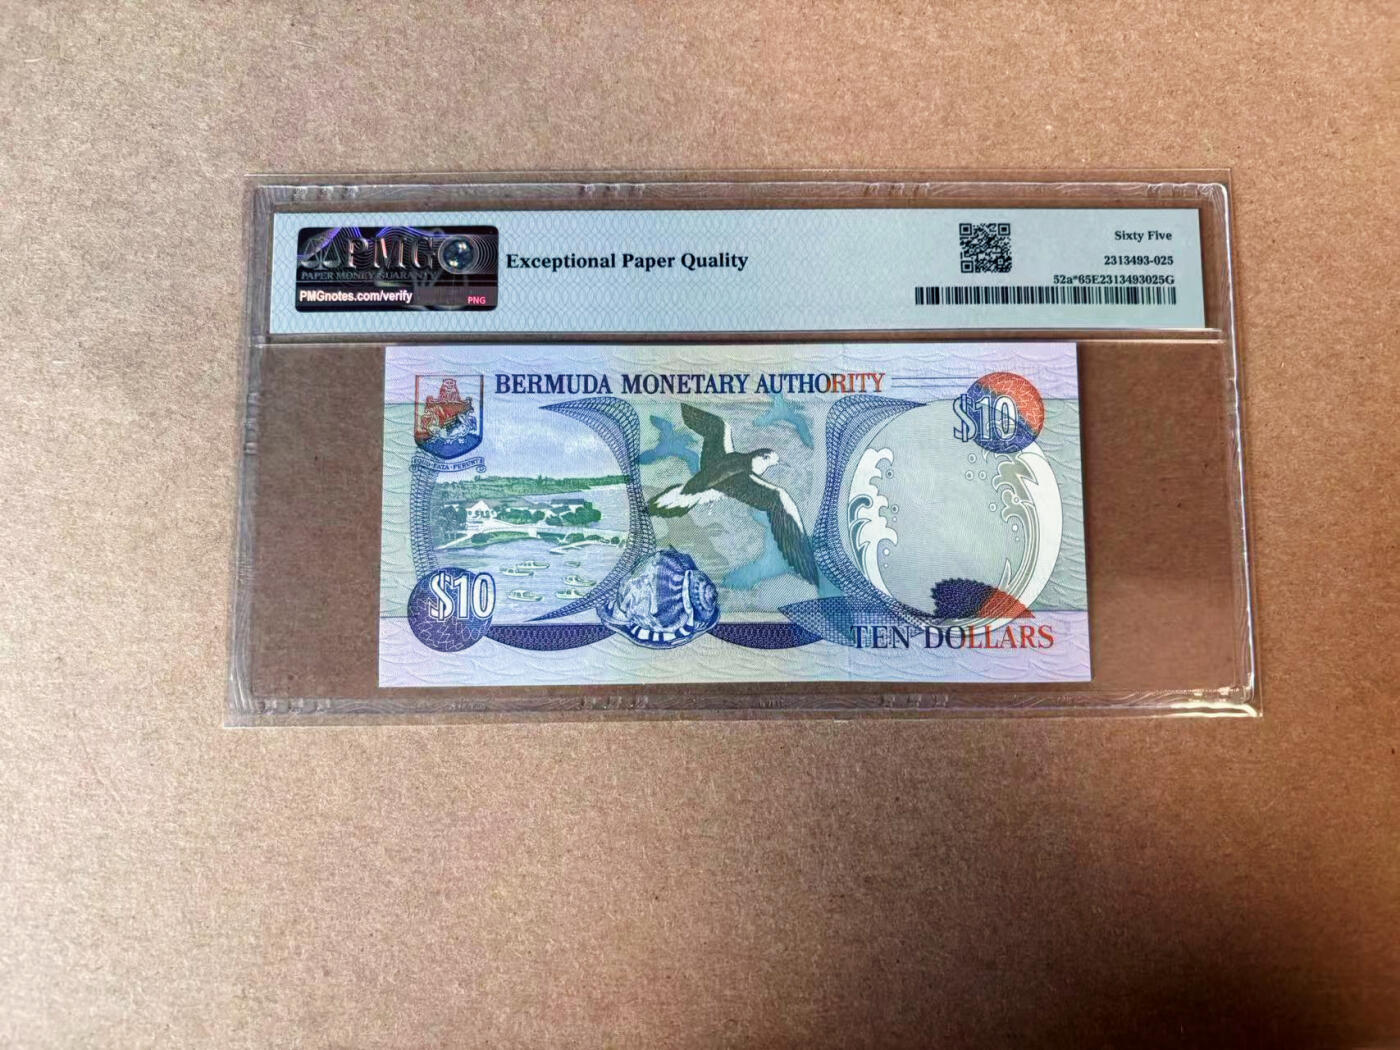 PMG
PAPER MONEY GUARANTY
PMGnotes.com/verify
PNG
Exceptional Paper Quality
Sixty Five
2313493-025
52a*65E2313493025G
BERMUDA MONETARY AUTHORITY
$10
QUO·FATA·FERUNT
$10
TEN DOLLARS